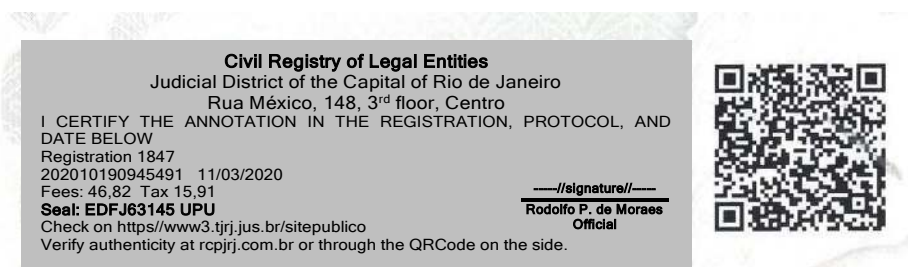 Civil Registry of Legal Entities
Judicial District of the Capital of Rio de Janeiro
Rua México, 148, 3rd floor, Centro
I CERTIFY THE ANNOTATION IN THE REGISTRATION, PROTOCOL, AND
DATE BELOW
Registration 1847
202010190945491 11/03/2020
Fees: 46,82 Tax 15,91
Seal: EDFJ63145 UPU
Check on https//www3.tjrj.jus.br/sitepublico
Verify authenticity at rcpjrj.com.br or through the QRCode on the side.
-----//signature//-----
Rodolfo P. de Moraes
Official